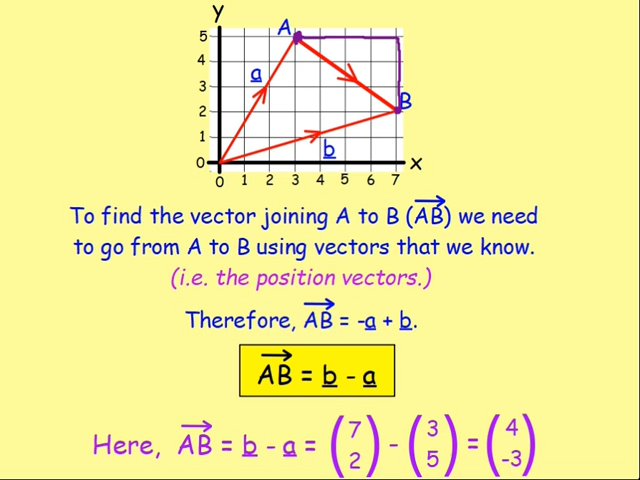 y
A
5
4
a
3
2
B
1
b
0
x
0 1 2 3 4 5 6 7
To find the vector joining A to B (AB) we need
to go from A to B using vectors that we know.
(i.e. the position vectors.)
Therefore, AB = -a + b.
AB = b - a
Here, AB = b - a = (7 2) - (3 5) = (4 -3)